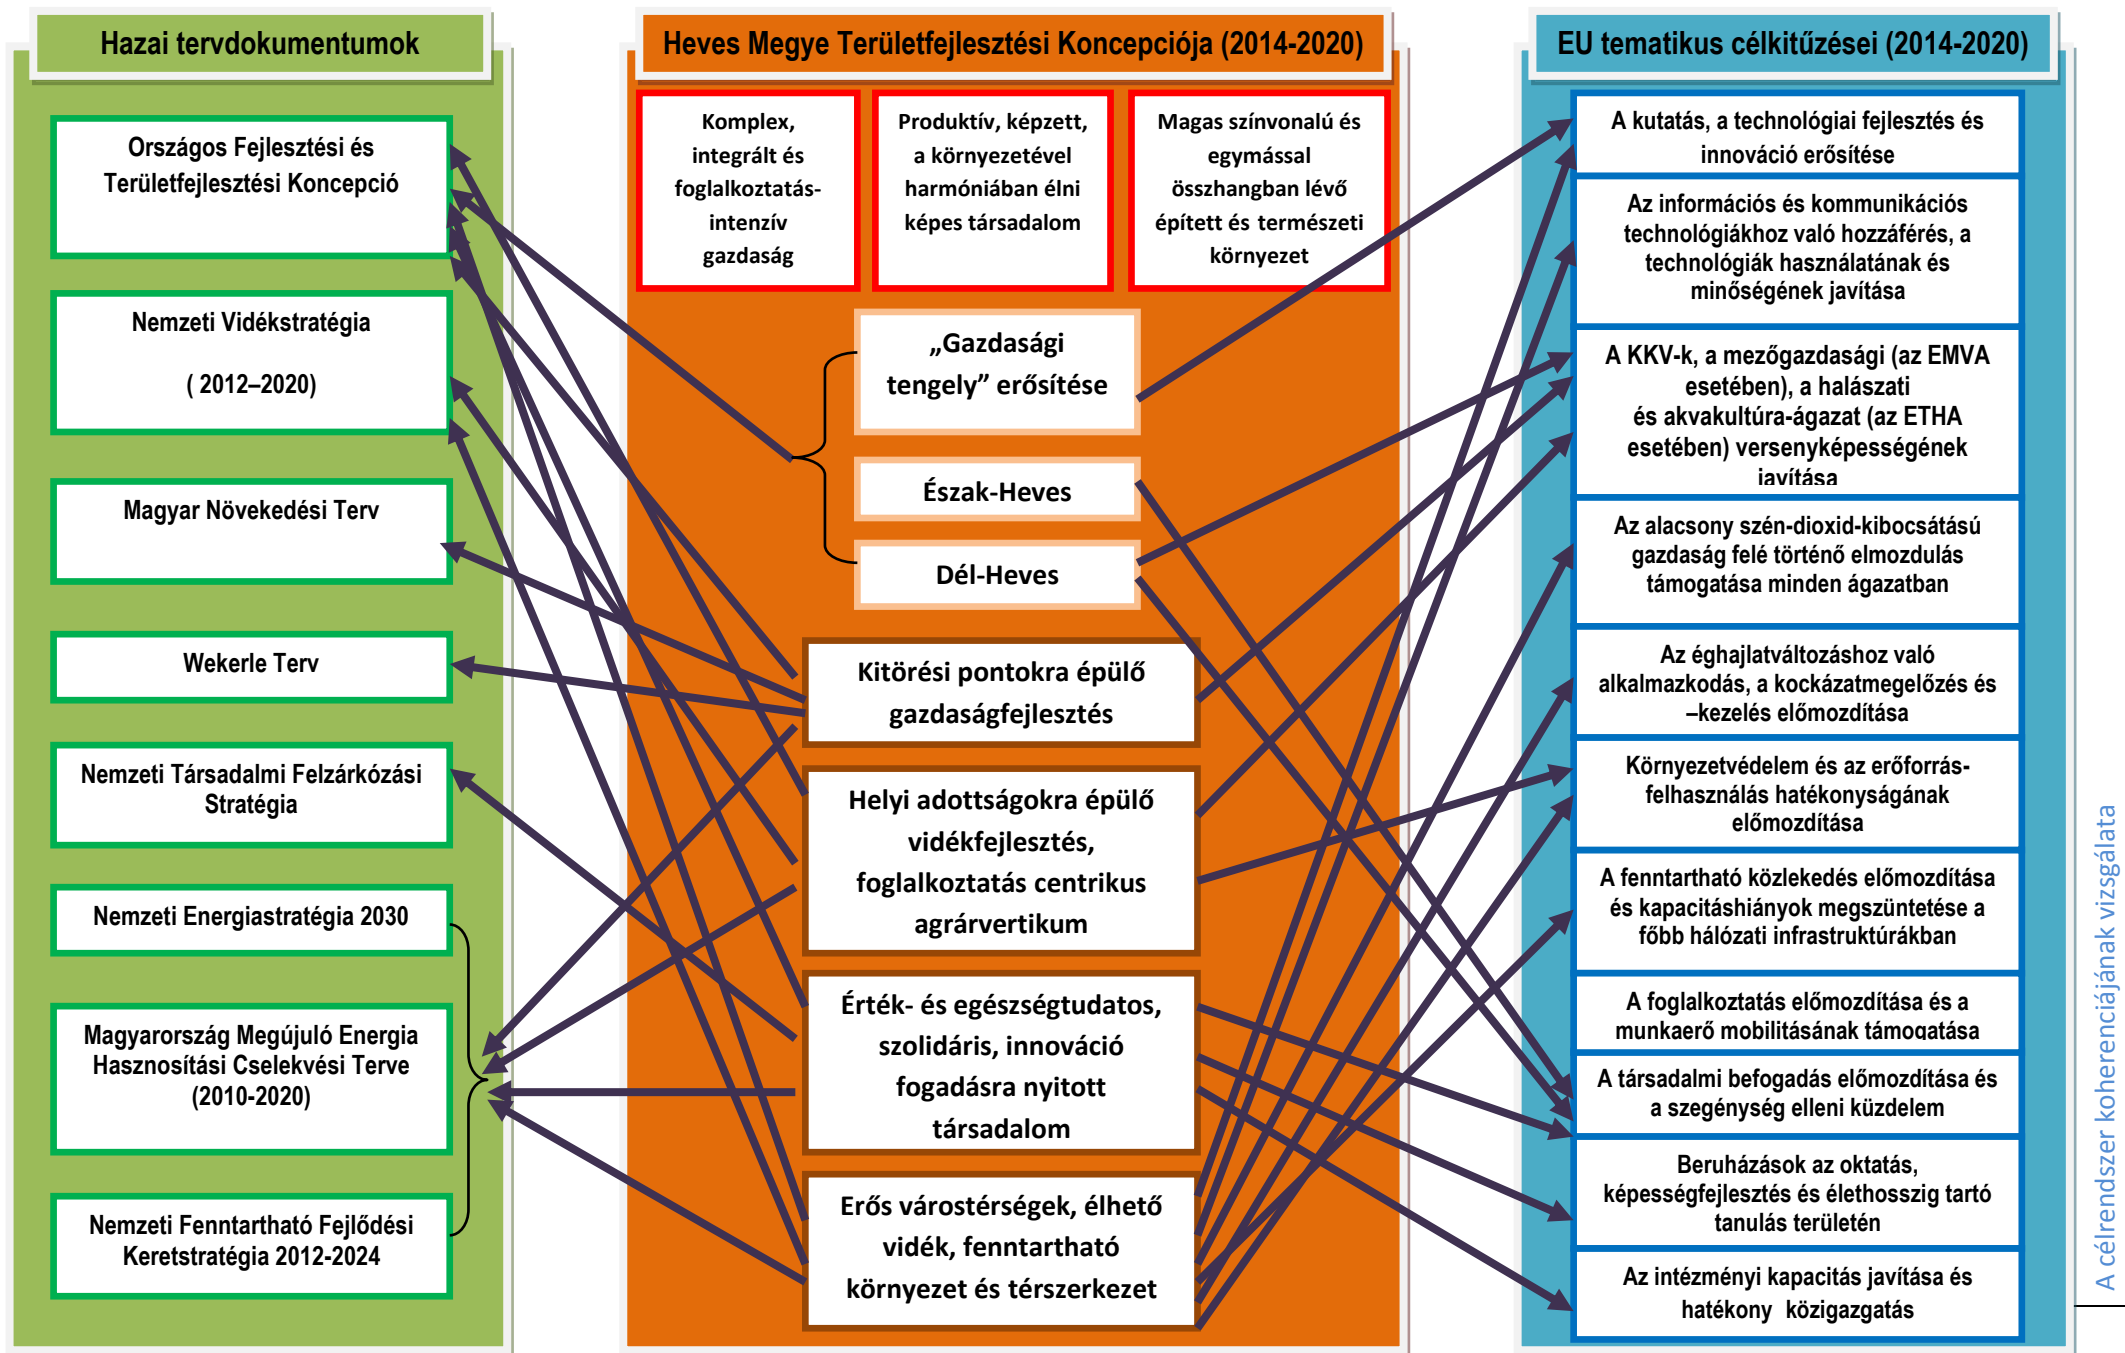 Hazai tervdokumentumok
Országos Fejlesztési és
Területfejlesztési Koncepció
Nemzeti Vidékstratégia
( 2012–2020)
Magyar Növekedési Terv
Wekerle Terv
Nemzeti Társadalmi Felzárkózási
Stratégia
Nemzeti Energiastratégia 2030
Magyarország Megújuló Energia
Hasznosítási Cselekvési Terve
(2010-2020)
Nemzeti Fenntartható Fejlődési
Keretstratégia 2012-2024
Heves Megye Területfejlesztési Koncepciója (2014-2020)
Komplex,
integrált és
foglalkoztatás-
intenzív
gazdaság
Produktív, képzett,
a környezetével
harmóniában élni
képes társadalom
Magas színvonalú és
egymással
összhangban lévő
épített és természeti
környezet
„Gazdasági
tengely” erősítése
Észak-Heves
Dél-Heves
Kitörési pontokra épülő
gazdaságfejlesztés
Helyi adottságokra épülő
vidékfejlesztés,
foglalkoztatás centrikus
agrárvertikum
Érték- és egészségtudatos,
szolidáris, innováció
fogadásra nyitott
társadalom
Erős várostérségek, élhető
vidék, fenntartható
környezet és térszerkezet
EU tematikus célkitűzései (2014-2020)
A kutatás, a technológiai fejlesztés és
innováció erősítése
Az információs és kommunikációs
technológiákhoz való hozzáférés, a
technológiák használatának és
minőségének javítása
A KKV-k, a mezőgazdasági (az EMVA
esetében), a halászati
és akvakultúra-ágazat (az ETHA
esetében) versenyképességének
javítása
Az alacsony szén-dioxid-kibocsátású
gazdaság felé történő elmozdulás
támogatása minden ágazatban
Az éghajlatváltozáshoz való
alkalmazkodás, a kockázatmegelőzés és
–kezelés előmozdítása
Környezetvédelem és az erőforrás-
felhasználás hatékonyságának
előmozdítása
A fenntartható közlekedés előmozdítása
és kapacitáshiányok megszüntetése a
főbb hálózati infrastruktúrákban
A foglalkoztatás előmozdítása és a
munkaerő mobilitásának támogatása
A társadalmi befogadás előmozdítása és
a szegénység elleni küzdelem
Beruházások az oktatás,
képességfejlesztés és élethosszig tartó
tanulás területén
Az intézményi kapacitás javítása és
hatékony közigazgatás
A célrendszer koherenciájának vizsgálata